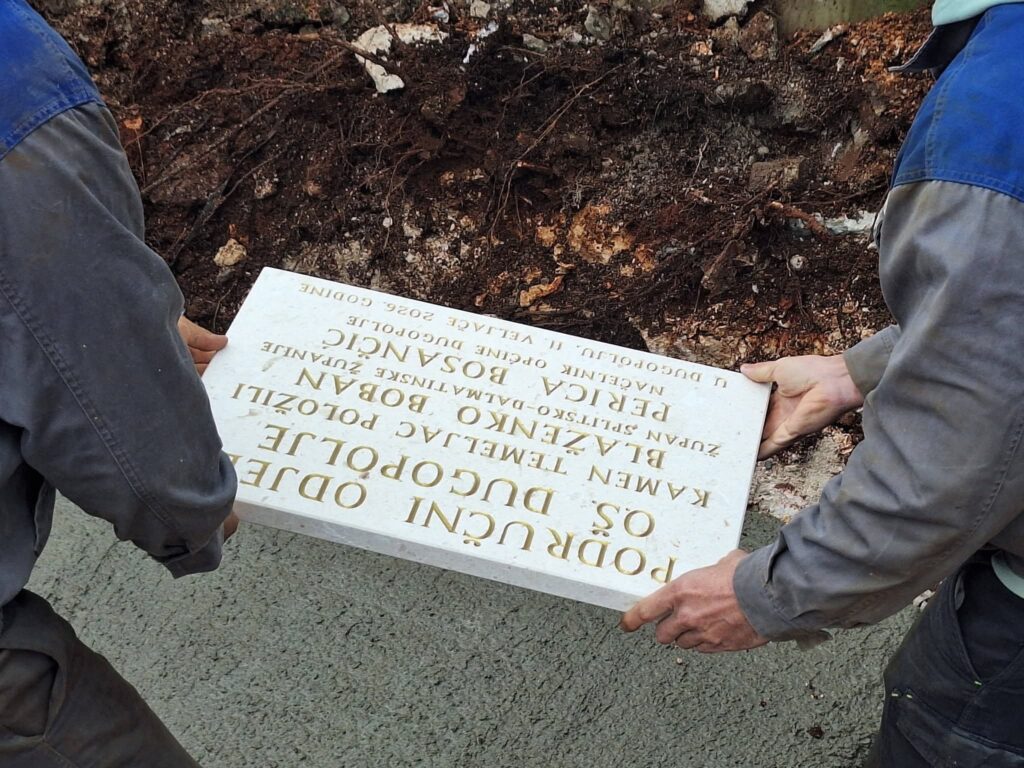 PODRUČNI ODJEL
OŠ DUGOPOLJE
KAMEN TEMELJAC POLOŽILI
BLAŽENKO BOBAN
ŽUPAN SPLITSKO-DALMATINSKE ŽUPANIJE
PERICA BOSANČIĆ
NAČELNIK OPĆINE DUGOPOLJE
U DUGOPOLJU, 11 VELJAČE 2026. GODINE